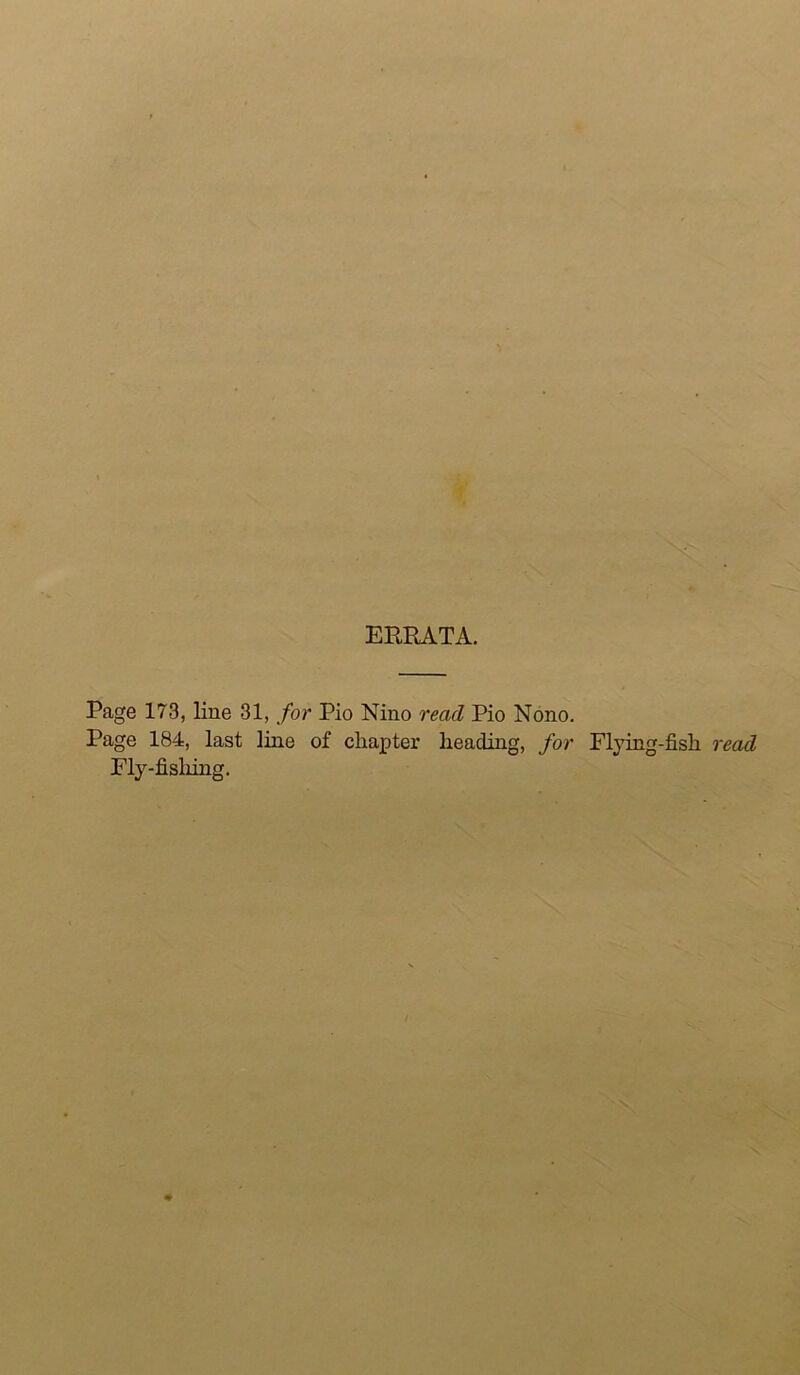 ERRATA.
Page 173, line 31, for Pio Nino read Pio Nono.
Page 184, last line of chapter heading, for Flying-fish read
Fly-fishing.